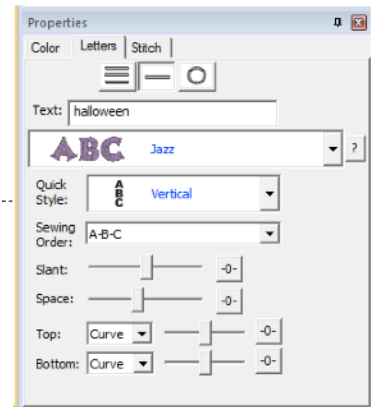 Properties
Color Letters Stitch
Text: halloween
ABC Jazz ?
Quick Style: ABC Vertical
Sewing Order: A-B-C
Slant: -0-
Space: -0-
Top: Curve -0-
Bottom: Curve -0-